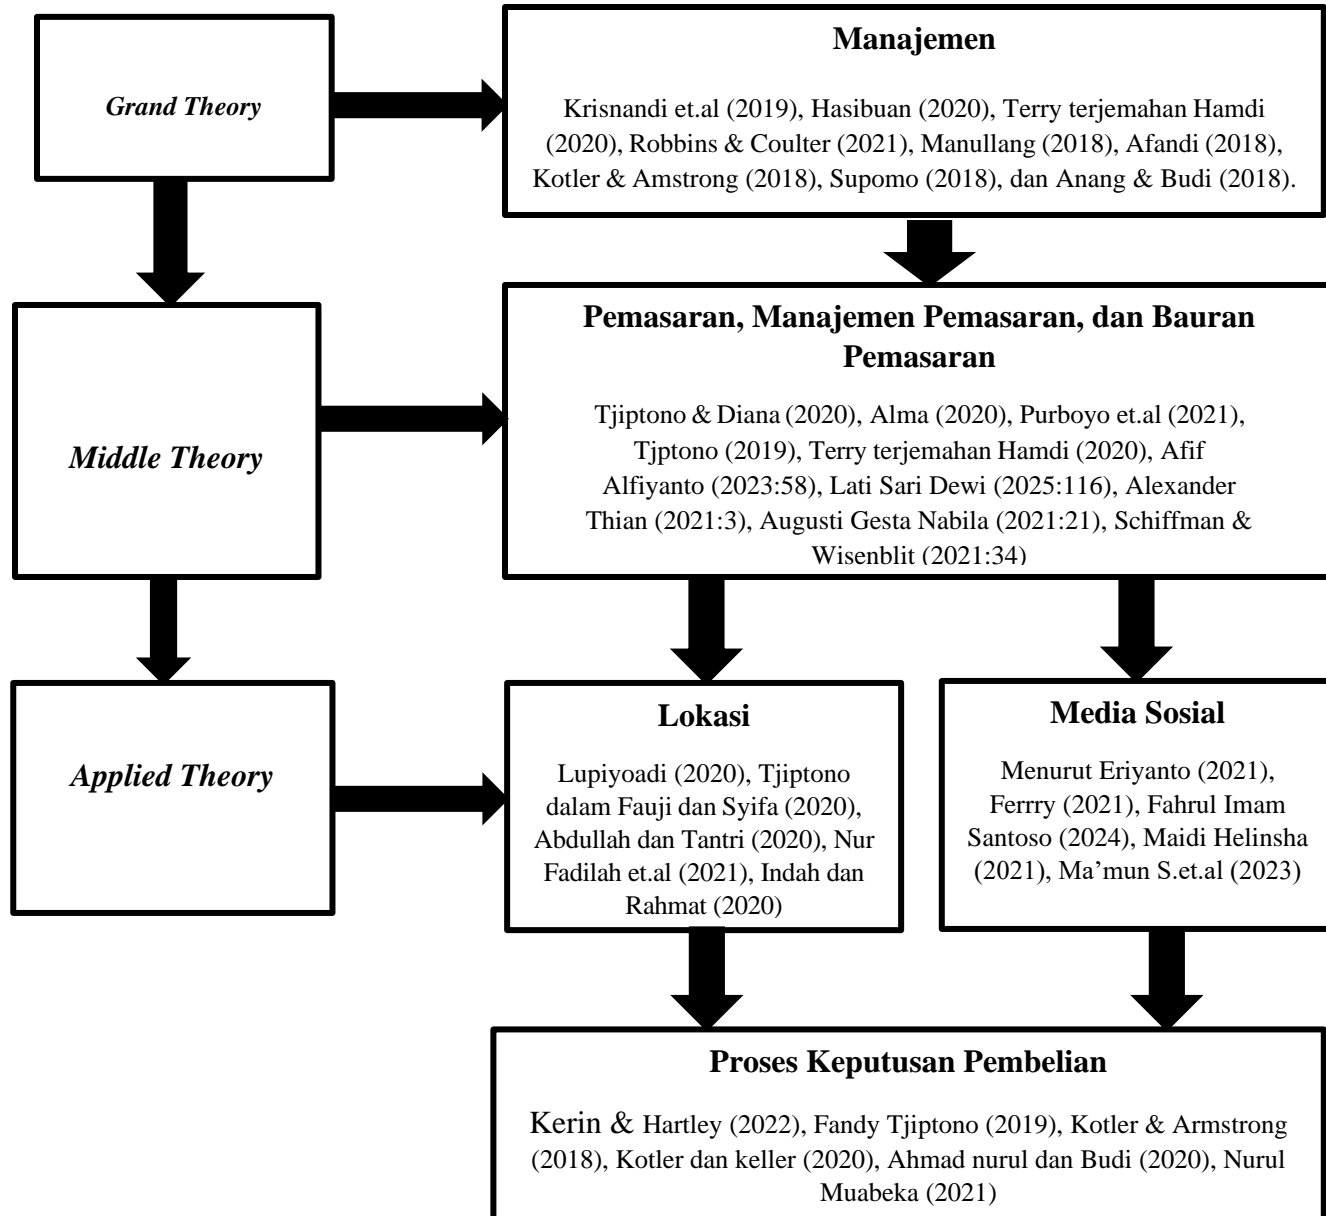 Grand Theory
Manajemen
Krisnandi et.al (2019), Hasibuan (2020), Terry terjemahan Hamdi
(2020), Robbins & Coulter (2021), Manullang (2018), Afandi (2018),
Kotler & Amstrong (2018), Supomo (2018), dan Anang & Budi (2018).
Middle Theory
Pemasaran, Manajemen Pemasaran, dan Bauran
Pemasaran
Tjiptono & Diana (2020), Alma (2020), Purboyo et.al (2021),
Tjptono (2019), Terry terjemahan Hamdi (2020), Afif
Alfiyanto (2023:58), Lati Sari Dewi (2025:116), Alexander
Thian (2021:3), Augusti Gesta Nabila (2021:21), Schiffman &
Wisenblit (2021:34)
Applied Theory
Lokasi
Lupiyoadi (2020), Tjiptono
dalam Fauji dan Syifa (2020),
Abdullah dan Tantri (2020), Nur
Fadilah et.al (2021), Indah dan
Rahmat (2020)
Media Sosial
Menurut Eriyanto (2021),
Ferrry (2021), Fahrul Imam
Santoso (2024), Maidi Helinsha
(2021), Ma’mun S.et.al (2023)
Proses Keputusan Pembelian
Kerin & Hartley (2022), Fandy Tjiptono (2019), Kotler & Armstrong
(2018), Kotler dan keller (2020), Ahmad nurul dan Budi (2020), Nurul
Muabeka (2021)